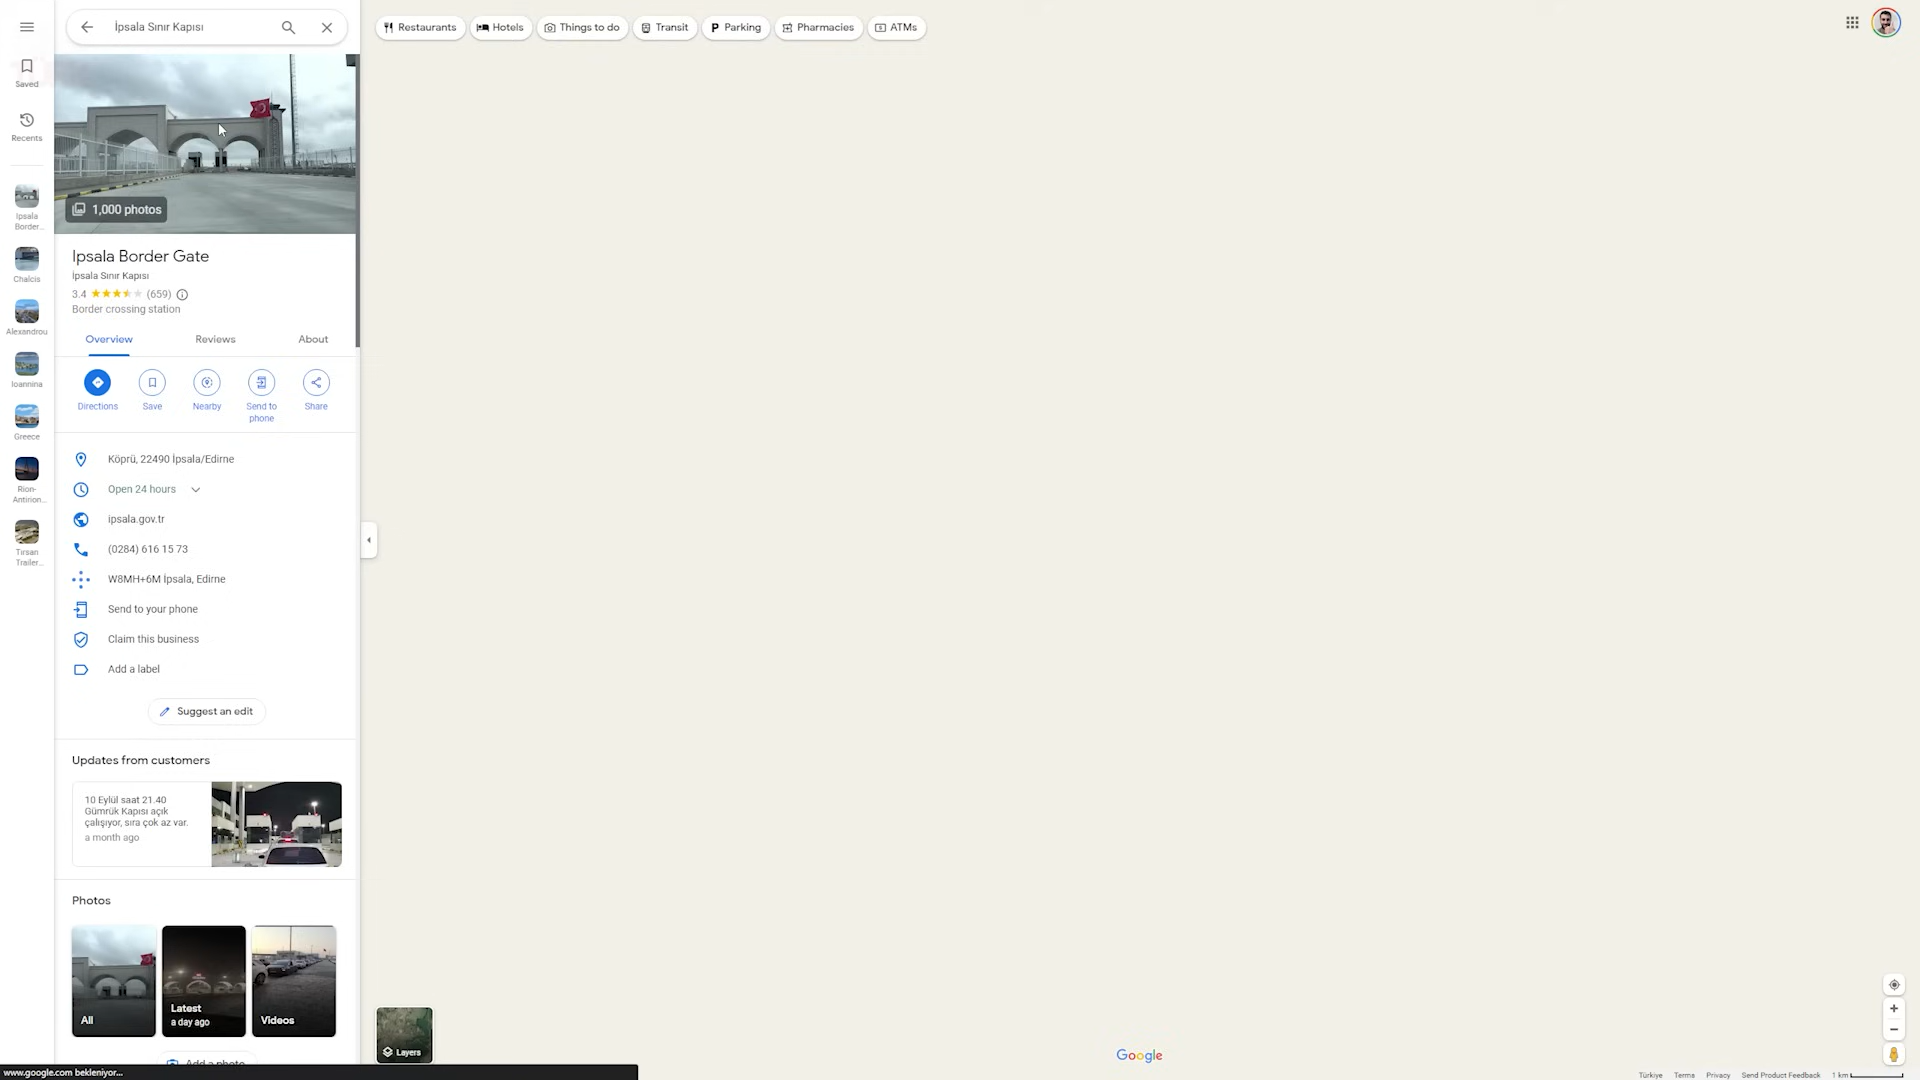 İpsala Sınır Kapısı
Restaurants
Hotels
Things to do
Transit
Parking
Pharmacies
ATMs
Saved
Recents
Ipsala
Border...
Chalcis
Alexandrou
Ioannina
Greece
Rion-
Antirion...
Tırsan
Trailer...
1,000 photos
Ipsala Border Gate
İpsala Sınır Kapısı
3.4 (659)
Border crossing station
Overview
Reviews
About
Directions
Save
Nearby
Send to
phone
Share
Köprü, 22490 İpsala/Edirne
Open 24 hours
ipsala.gov.tr
(0284) 616 15 73
W8MH+6M İpsala, Edirne
Send to your phone
Claim this business
Add a label
Suggest an edit
Updates from customers
10 Eylül saat 21.40
Gümrük Kapısı açık
çalışıyor, sıra çok az var.
a month ago
Photos
All
Latest
a day ago
Videos
Add a photo
www.google.com bekleniyor...
Layers
Google
Türkiye
Terms
Privacy
Send Product Feedback
1 km